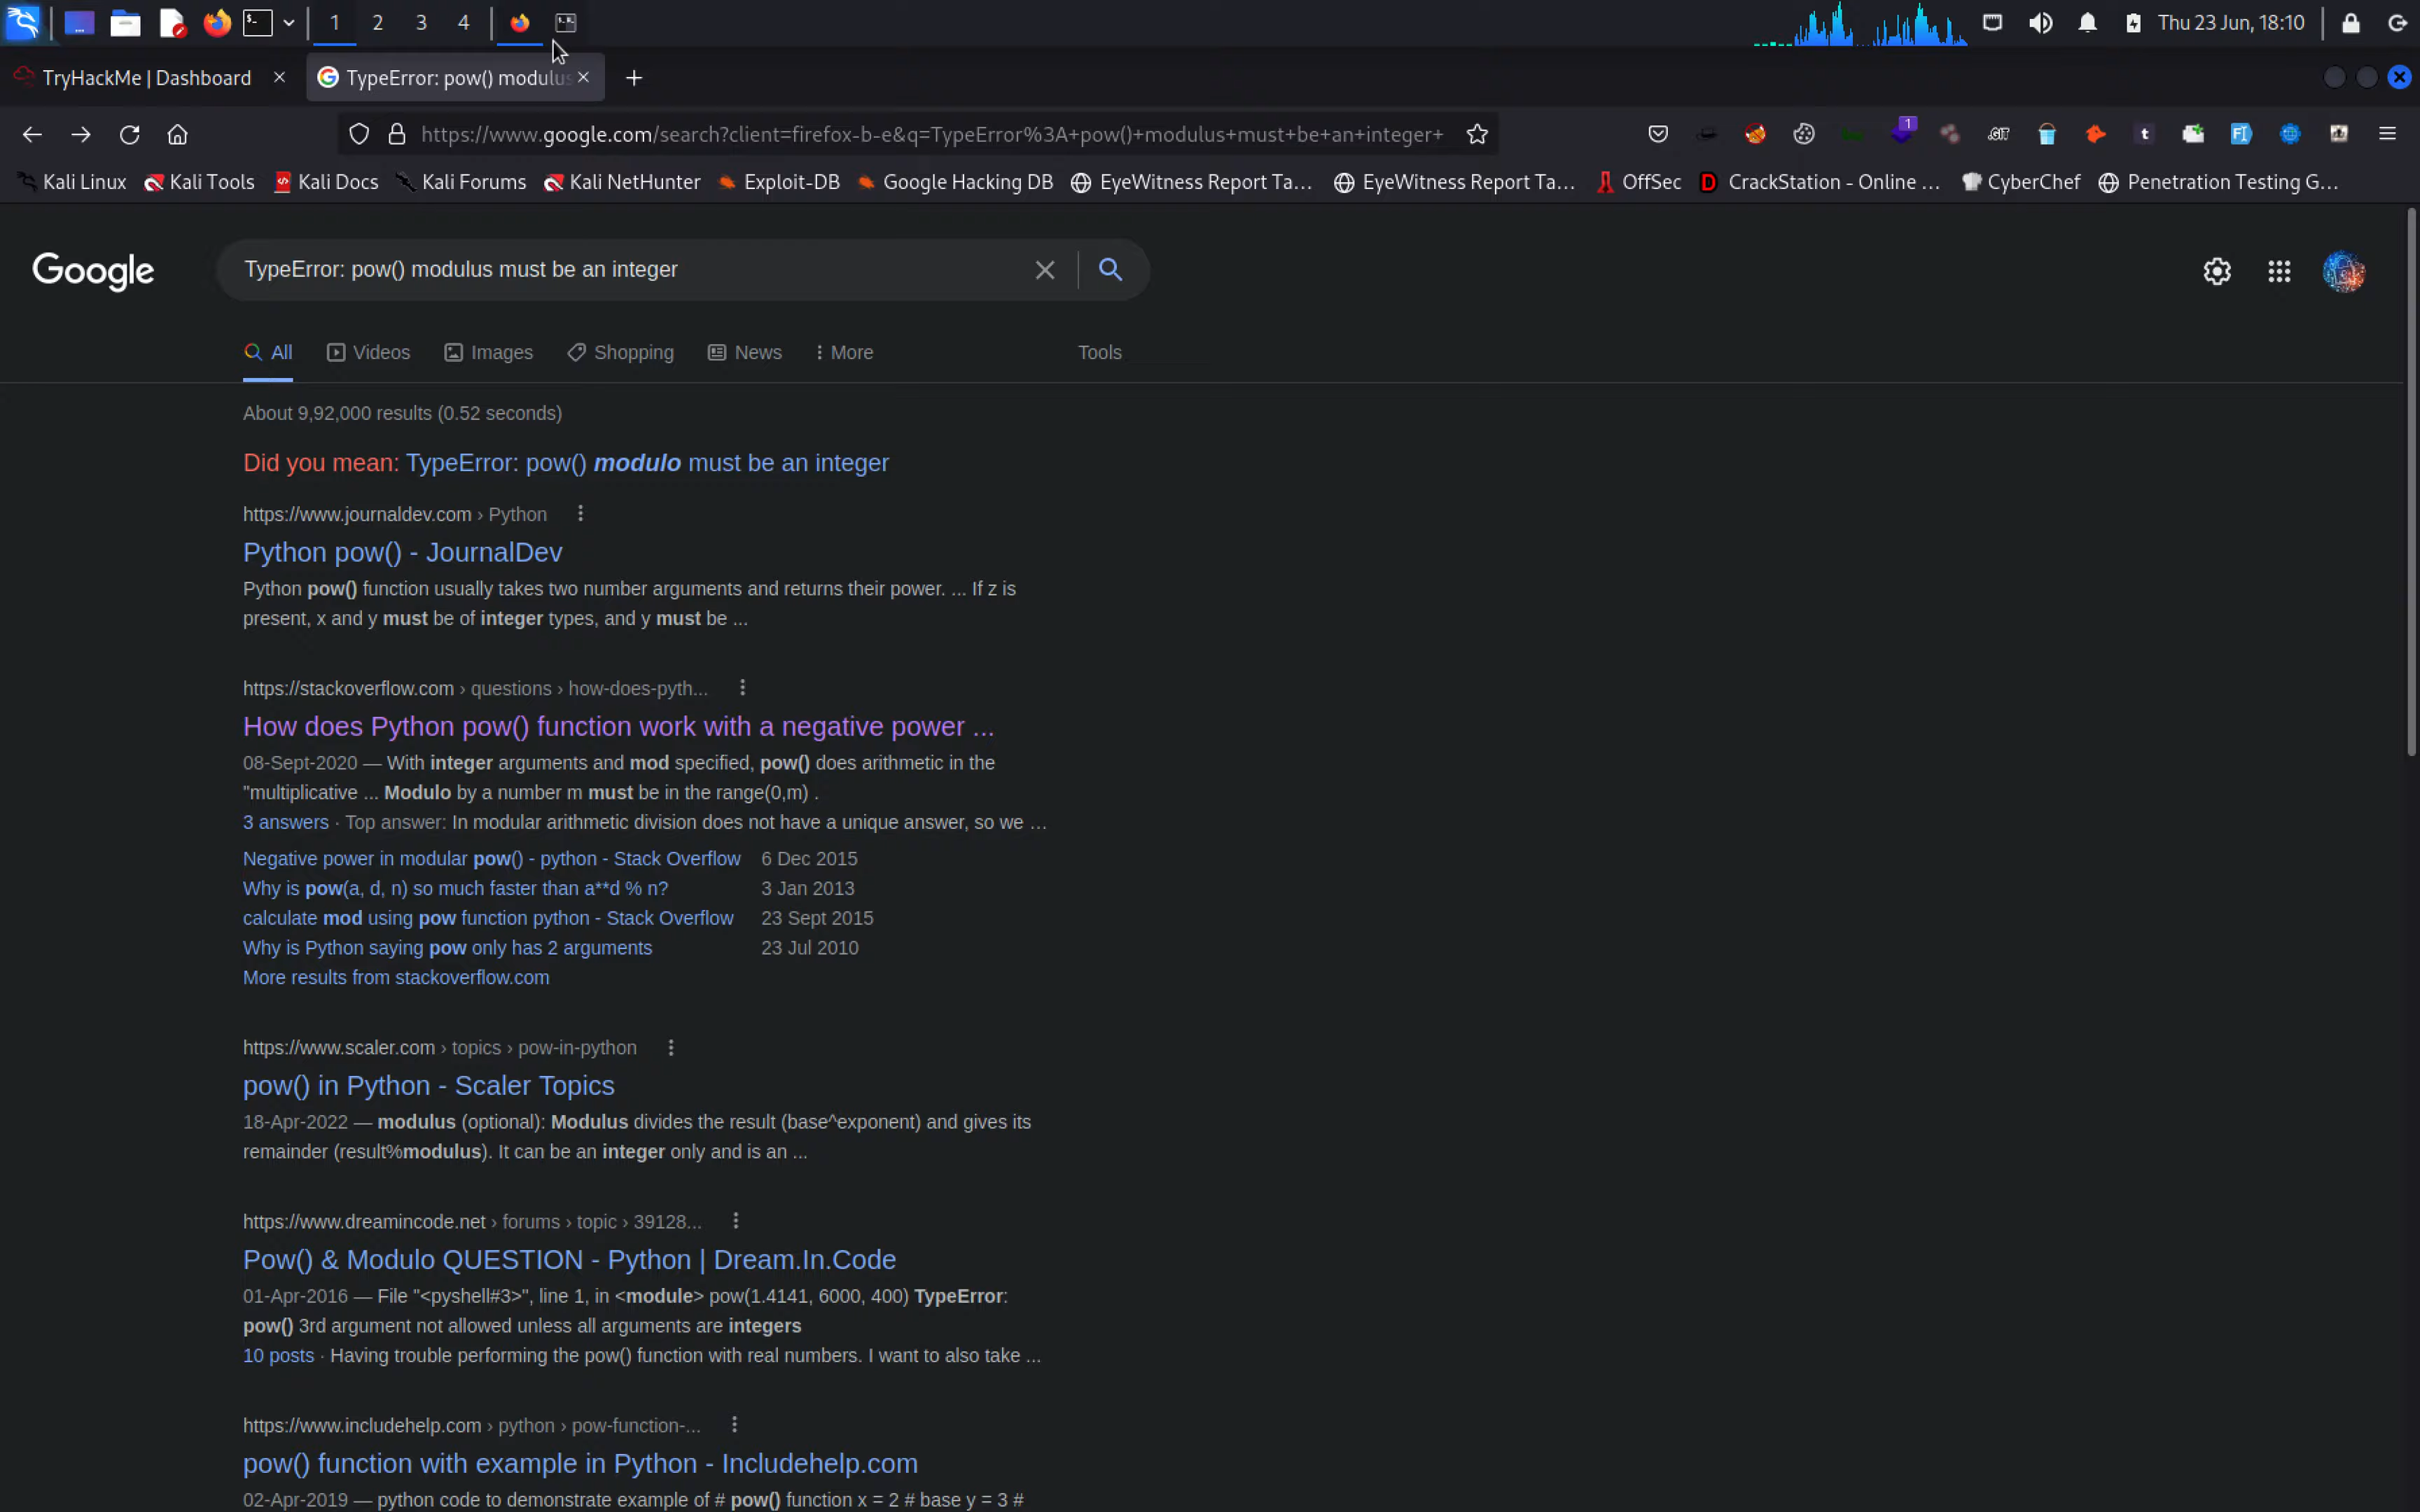 1 2 3 4 Thu 23 Jun, 18:10
TryHackMe | Dashboard TypeError: pow() modulus
https://www.google.com/search?client=firefox-b-e&q=TypeError%3A+pow()+modulus+must+be+an+integer+ 1 .GIT t
Kali Linux Kali Tools Kali Docs Kali Forums Kali NetHunter Exploit-DB Google Hacking DB EyeWitness Report Ta... EyeWitness Report Ta... OffSec CrackStation - Online ... CyberChef Penetration Testing G...
Google TypeError: pow() modulus must be an integer
All Videos Images Shopping News More Tools
About 9,92,000 results (0.52 seconds)
Did you mean: TypeError: pow() modulo must be an integer
https://www.journaldev.com › Python
Python pow() - JournalDev
Python pow() function usually takes two number arguments and returns their power. ... If z is
present, x and y must be of integer types, and y must be ...
https://stackoverflow.com › questions › how-does-pyth...
How does Python pow() function work with a negative power ...
08-Sept-2020 — With integer arguments and mod specified, pow() does arithmetic in the
"multiplicative ... Modulo by a number m must be in the range(0,m) .
3 answers · Top answer: In modular arithmetic division does not have a unique answer, so we ...
Negative power in modular pow() - python - Stack Overflow 6 Dec 2015
Why is pow(a, d, n) so much faster than a**d % n? 3 Jan 2013
calculate mod using pow function python - Stack Overflow 23 Sept 2015
Why is Python saying pow only has 2 arguments 23 Jul 2010
More results from stackoverflow.com
https://www.scaler.com › topics › pow-in-python
pow() in Python - Scaler Topics
18-Apr-2022 — modulus (optional): Modulus divides the result (base^exponent) and gives its
remainder (result%modulus). It can be an integer only and is an ...
https://www.dreamincode.net › forums › topic › 39128...
Pow() & Modulo QUESTION - Python | Dream.In.Code
01-Apr-2016 — File "<pyshell#3>", line 1, in <module> pow(1.4141, 6000, 400) TypeError:
pow() 3rd argument not allowed unless all arguments are integers
10 posts · Having trouble performing the pow() function with real numbers. I want to also take ...
https://www.includehelp.com › python › pow-function-...
pow() function with example in Python - Includehelp.com
02-Apr-2019 — python code to demonstrate example of # pow() function x = 2 # base y = 3 #